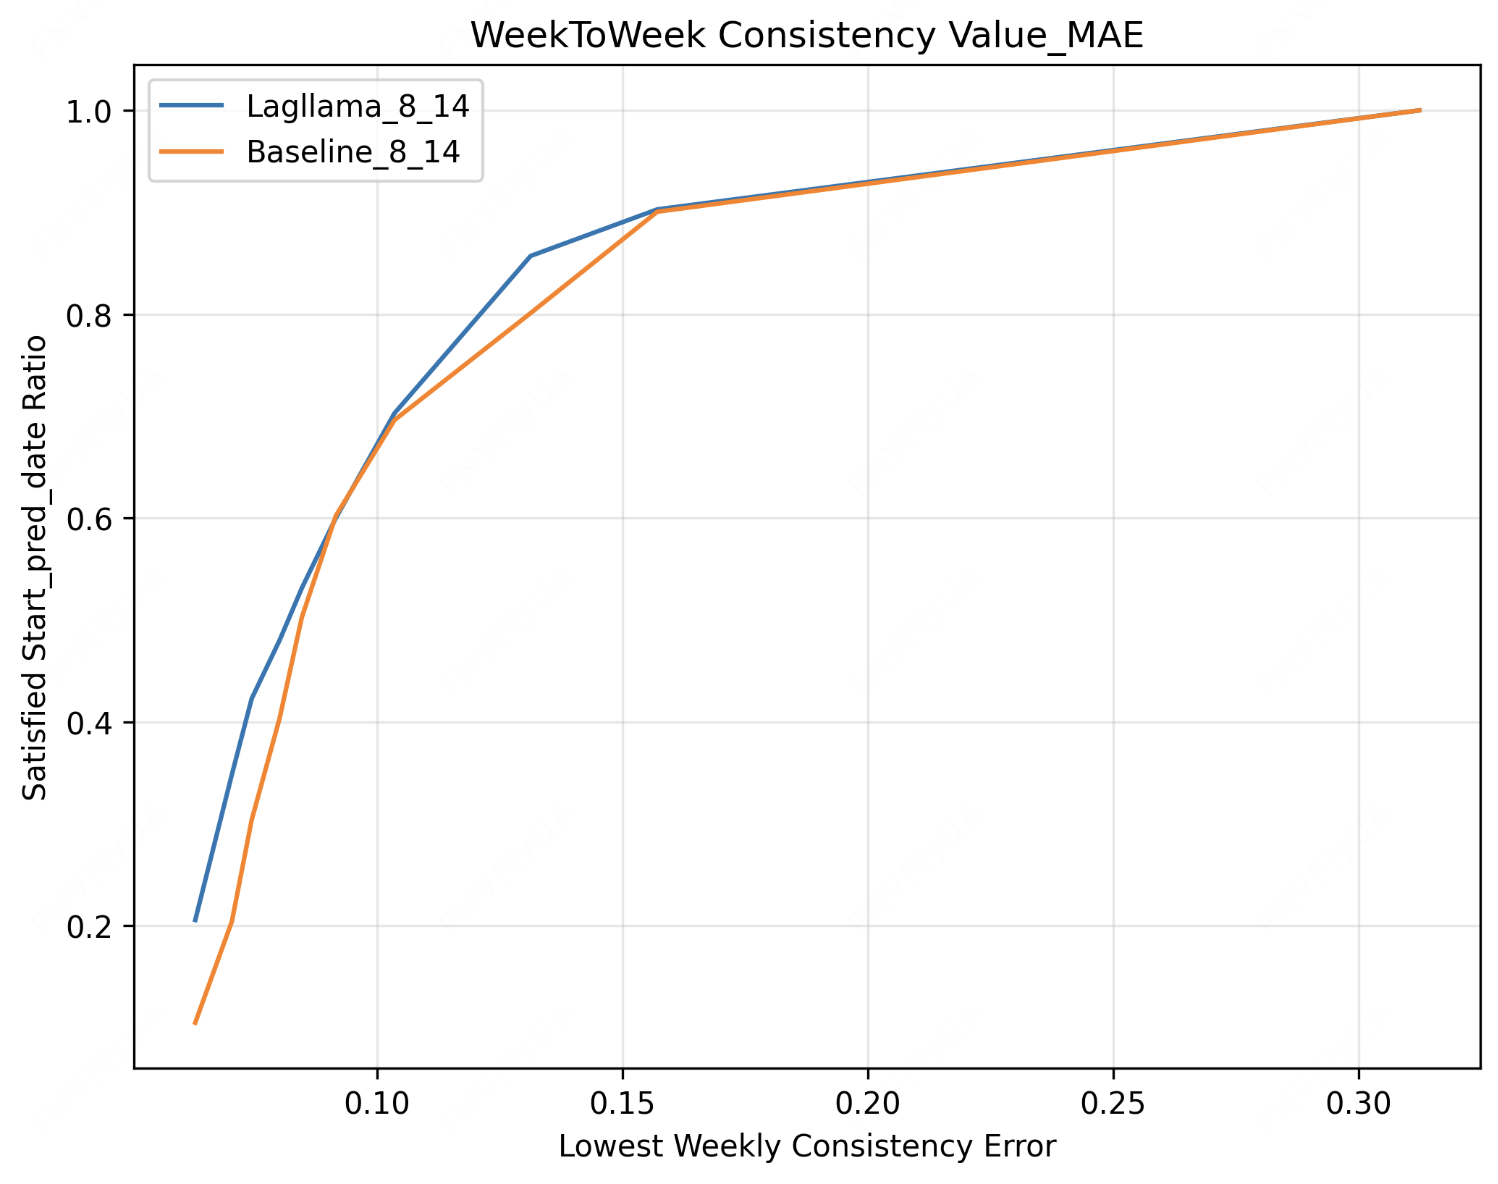 WeekToWeek Consistency Value_MAE
Lagllama_8_14
Baseline_8_14
Satisfied Start_pred_date Ratio
1.0
0.8
0.6
0.4
0.2
0.10
0.15
0.20
0.25
0.30
Lowest Weekly Consistency Error